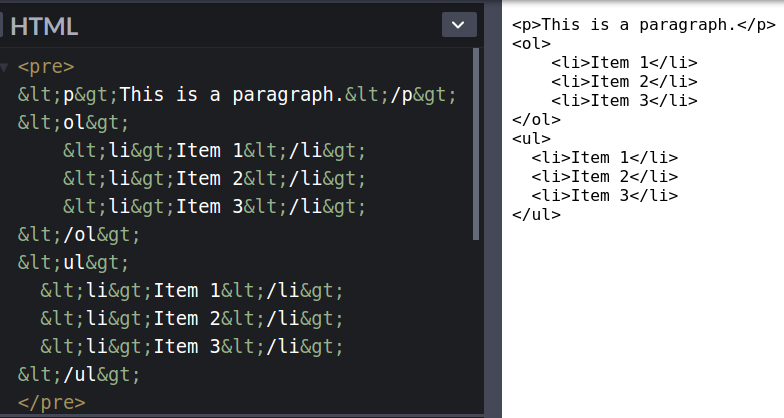 HTML
<pre>
&lt;p&gt;This is a paragraph.&lt;/p&gt;
&lt;ol&gt;
    &lt;li&gt;Item 1&lt;/li&gt;
    &lt;li&gt;Item 2&lt;/li&gt;
    &lt;li&gt;Item 3&lt;/li&gt;
&lt;/ol&gt;
&lt;ul&gt;
  &lt;li&gt;Item 1&lt;/li&gt;
  &lt;li&gt;Item 2&lt;/li&gt;
  &lt;li&gt;Item 3&lt;/li&gt;
&lt;/ul&gt;
</pre>
<p>This is a paragraph.</p>
<ol>
    <li>Item 1</li>
    <li>Item 2</li>
    <li>Item 3</li>
</ol>
<ul>
  <li>Item 1</li>
  <li>Item 2</li>
  <li>Item 3</li>
</ul>